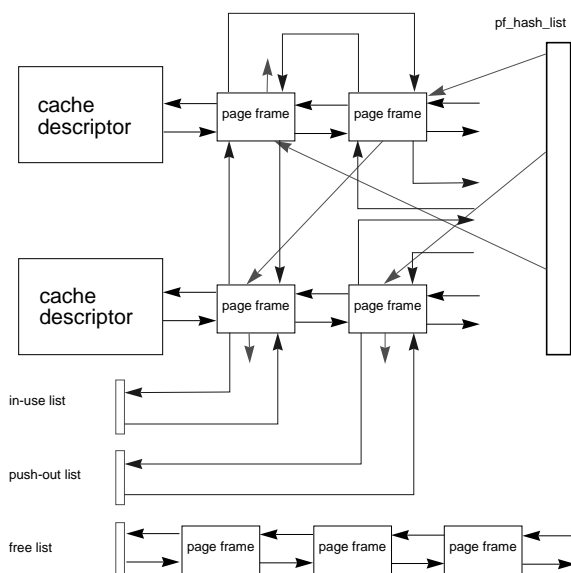 pf_hash_list
cache
descriptor
page frame
page frame
cache
descriptor
page frame
page frame
in-use list
push-out list
free list
page frame
page frame
page frame